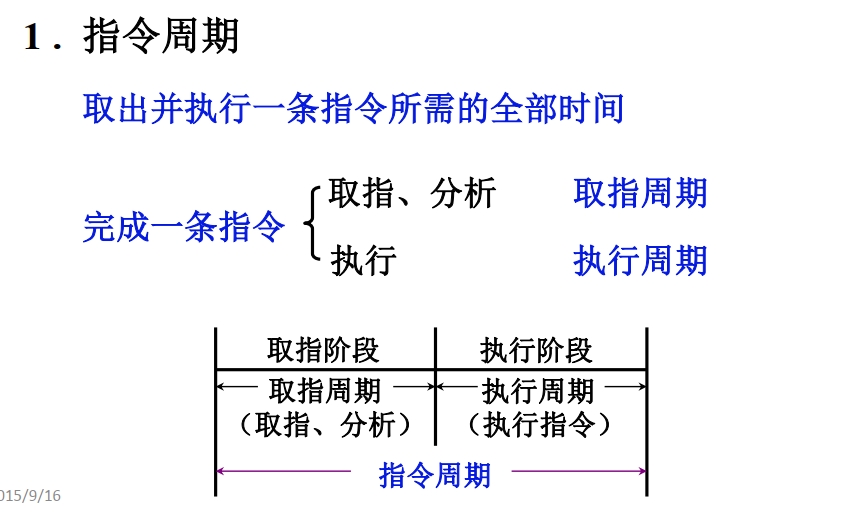 1. 指令周期
取出并执行一条指令所需的全部时间
完成一条指令
取指、分析 取指周期
执行 执行周期
取指阶段 执行阶段
取指周期 执行周期
（取指、分析） （执行指令）
指令周期
015/9/16